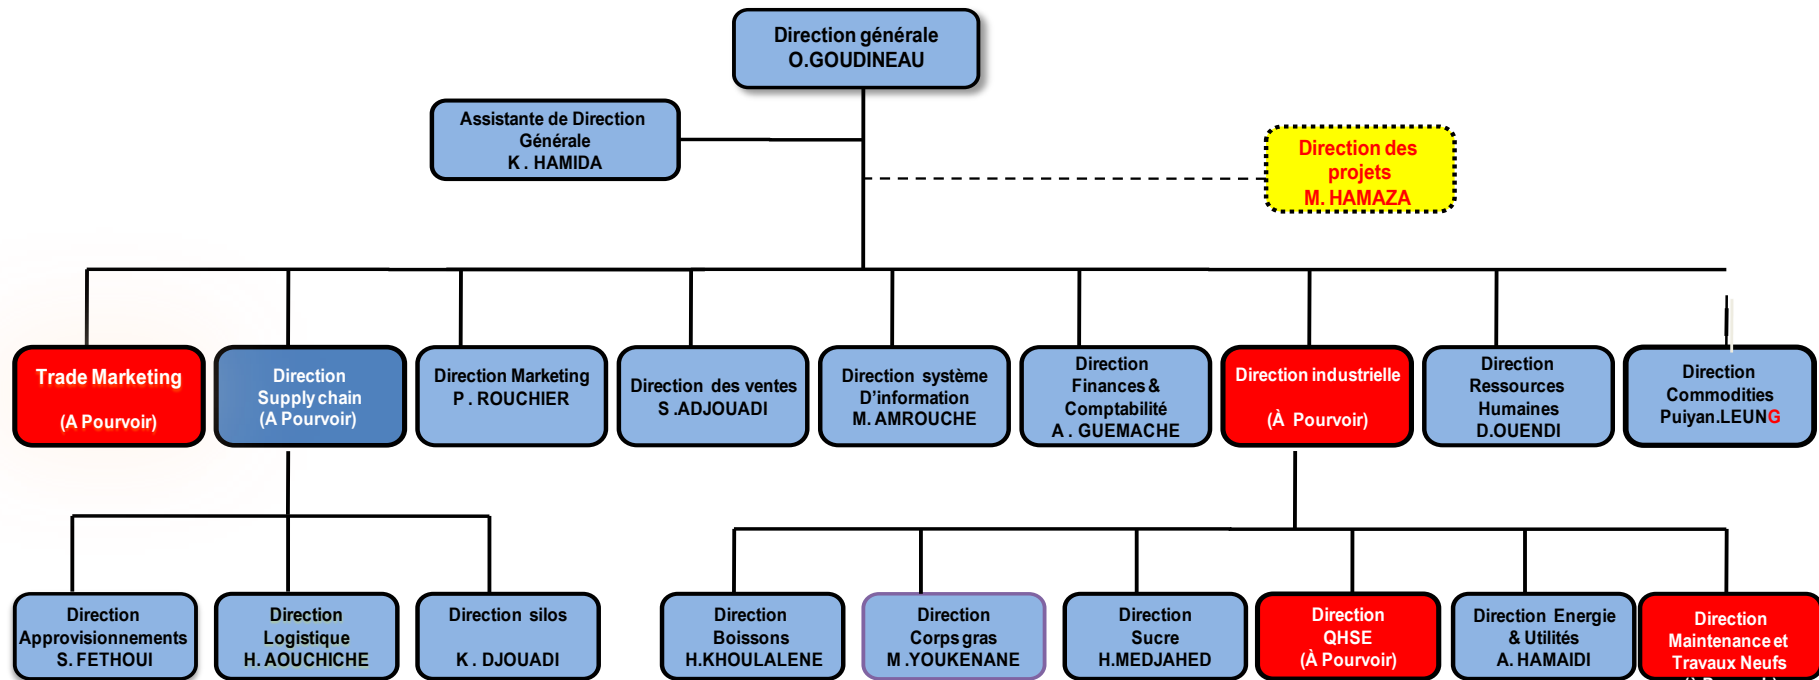 Direction générale
O.GOUDINEAU
Assistante de Direction
Générale
K . HAMIDA
Direction des
projets
M. HAMAZA
Trade Marketing
(A Pourvoir)
Direction
Supply chain
(A Pourvoir)
Direction Marketing
P . ROUCHIER
Direction des ventes
S .ADJOUADI
Direction système
D'information
M. AMROUCHE
Direction
Finances &
Comptabilité
A . GUEMACHE
Direction industrielle
(À Pourvoir)
Direction
Ressources
Humaines
D.OUENDI
Direction
Commodities
Puiyan.LEUNG
Direction
Approvisionnements
S. FETHOUI
Direction
Logistique
H. AOUCHICHE
Direction silos
K . DJOUADI
Direction
Boissons
H.KHOULALENE
Direction
Corps gras
M .YOUKENANE
Direction
Sucre
H.MEDJAHED
Direction
QHSE
(À Pourvoir)
Direction Energie
& Utilités
A. HAMAIDI
Direction
Maintenance et
Travaux Neufs